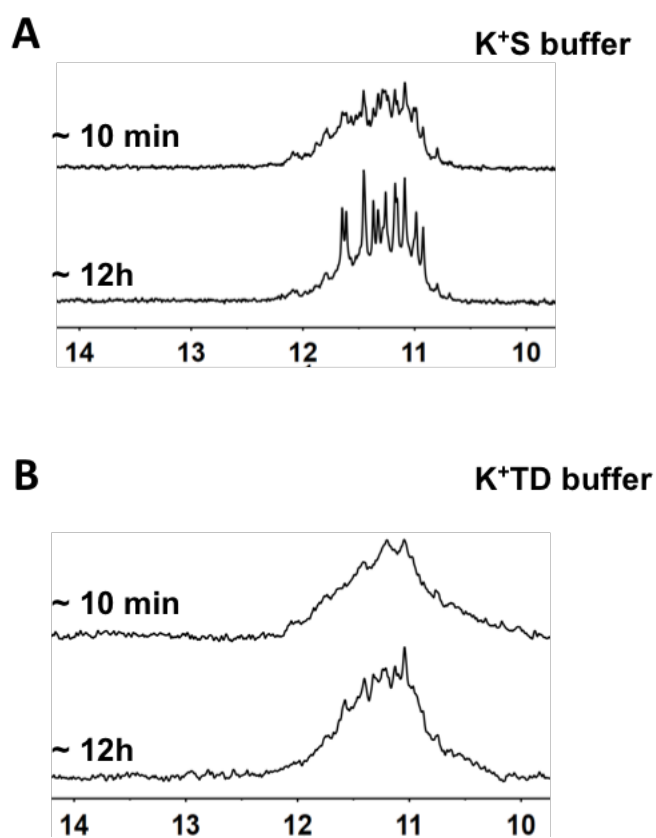 A
K⁺S buffer
~ 10 min
~ 12h
14 13 12 11 10
B
K⁺TD buffer
~ 10 min
~ 12h
14 13 12 11 10